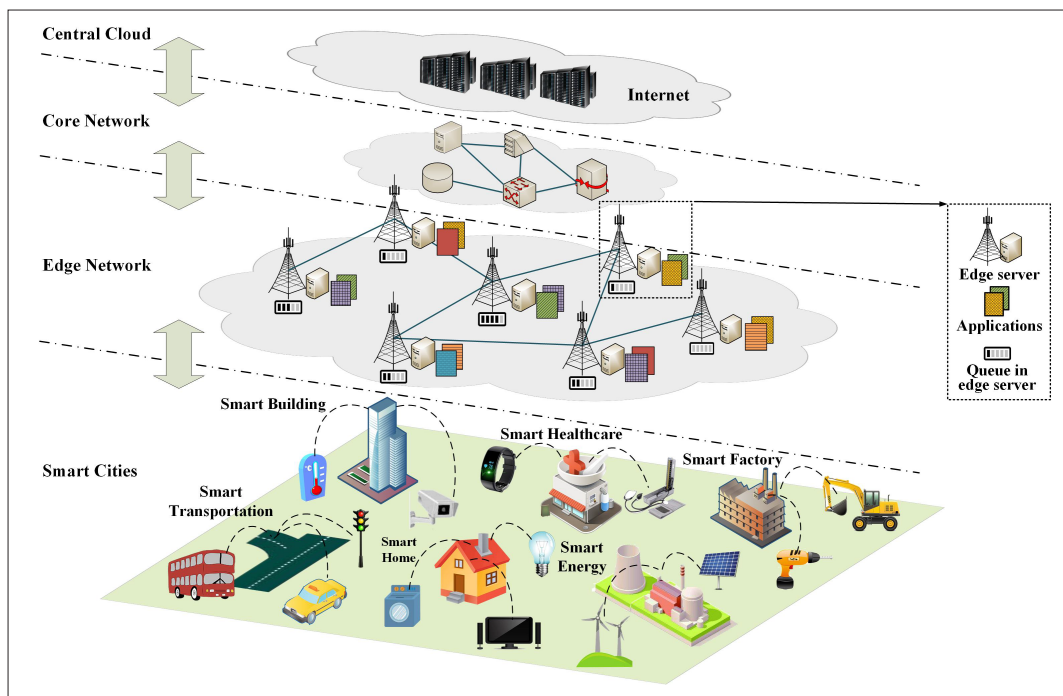 Central Cloud
Internet
Core Network
Edge Network
Edge server
Applications
Queue in
edge server
Smart Building
Smart Healthcare
Smart Factory
Smart Cities
Smart
Transportation
Smart
Home
Smart
Energy